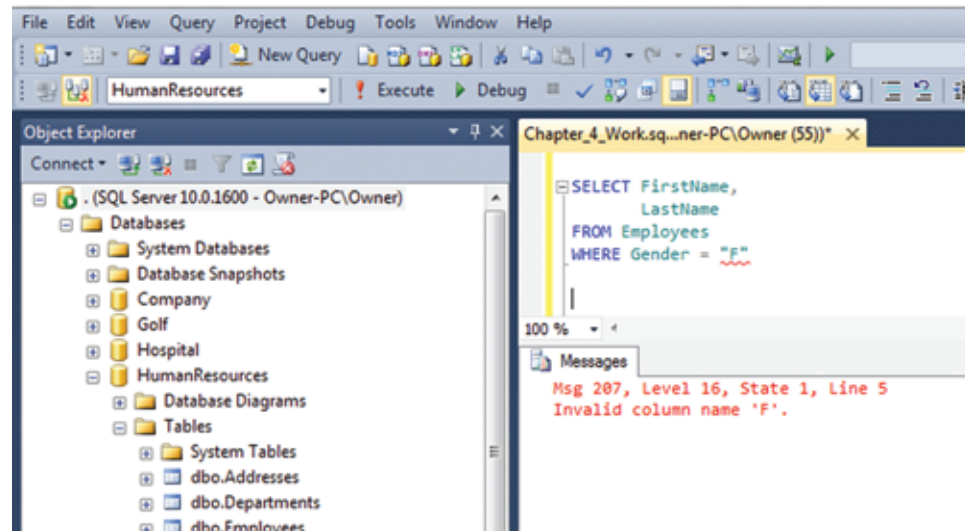 File Edit View Query Project Debug Tools Window Help
New Query
HumanResources Execute Debug
Object Explorer
Connect
. (SQL Server 10.0.1600 - Owner-PC\Owner)
Databases
System Databases
Database Snapshots
Company
Golf
Hospital
HumanResources
Database Diagrams
Tables
System Tables
dbo.Addresses
dbo.Departments
dbo.Employees
Chapter_4_Work.sq...ner-PC\Owner (55))*
SELECT FirstName,
LastName
FROM Employees
WHERE Gender = "F"
100 %
Messages
Msg 207, Level 16, State 1, Line 5
Invalid column name 'F'.